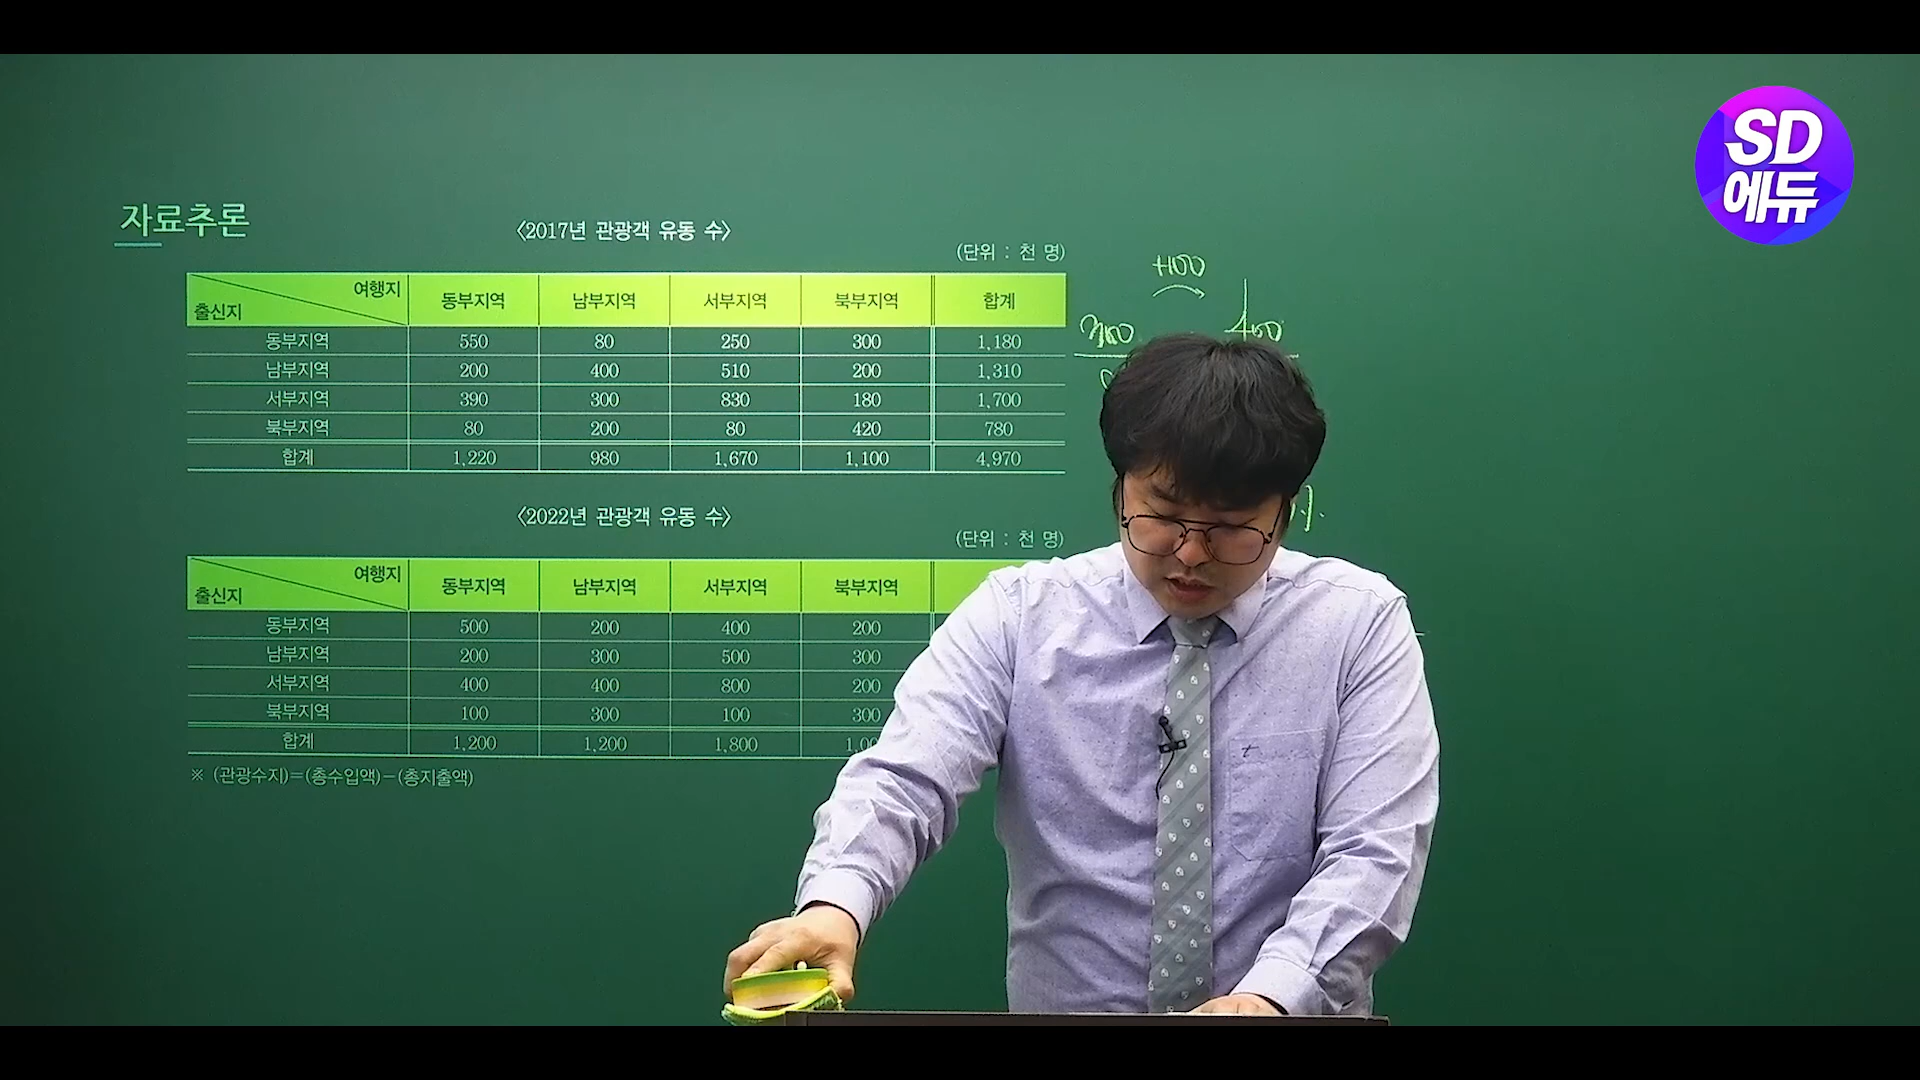 SD
에듀
자료추론
〈2017년 관광객 유동 수〉
(단위 : 천 명)
여행지
출신지
동부지역 남부지역 서부지역 북부지역 합계
동부지역 550 80 250 300 1,180
남부지역 200 400 510 200 1,310
서부지역 390 300 830 180 1,700
북부지역 80 200 80 420 780
합계 1,220 980 1,670 1,100 4,970
+100
300 400
〈2022년 관광객 유동 수〉
(단위 : 천 명)
여행지
출신지
동부지역 남부지역 서부지역 북부지역
동부지역 500 200 400 200
남부지역 200 300 500 300
서부지역 400 400 800 200
북부지역 100 300 100 300
합계 1,200 1,200 1,800 1,00
※ (관광수지)=(총수입액)−(총지출액)